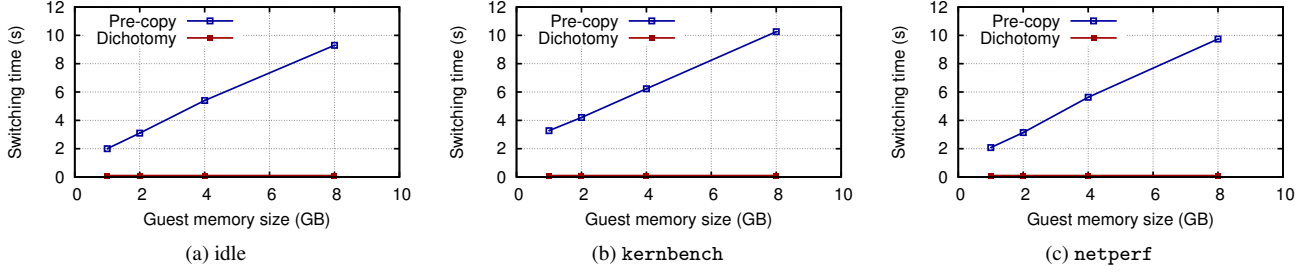 Switching time (s)
12
10
8
6
4
2
0
Pre-copy
Dichotomy
0 2 4 6 8 10
Guest memory size (GB)
(a) idle
Switching time (s)
12
10
8
6
4
2
0
Pre-copy
Dichotomy
0 2 4 6 8 10
Guest memory size (GB)
(b) kernbench
Switching time (s)
12
10
8
6
4
2
0
Pre-copy
Dichotomy
0 2 4 6 8 10
Guest memory size (GB)
(c) netperf